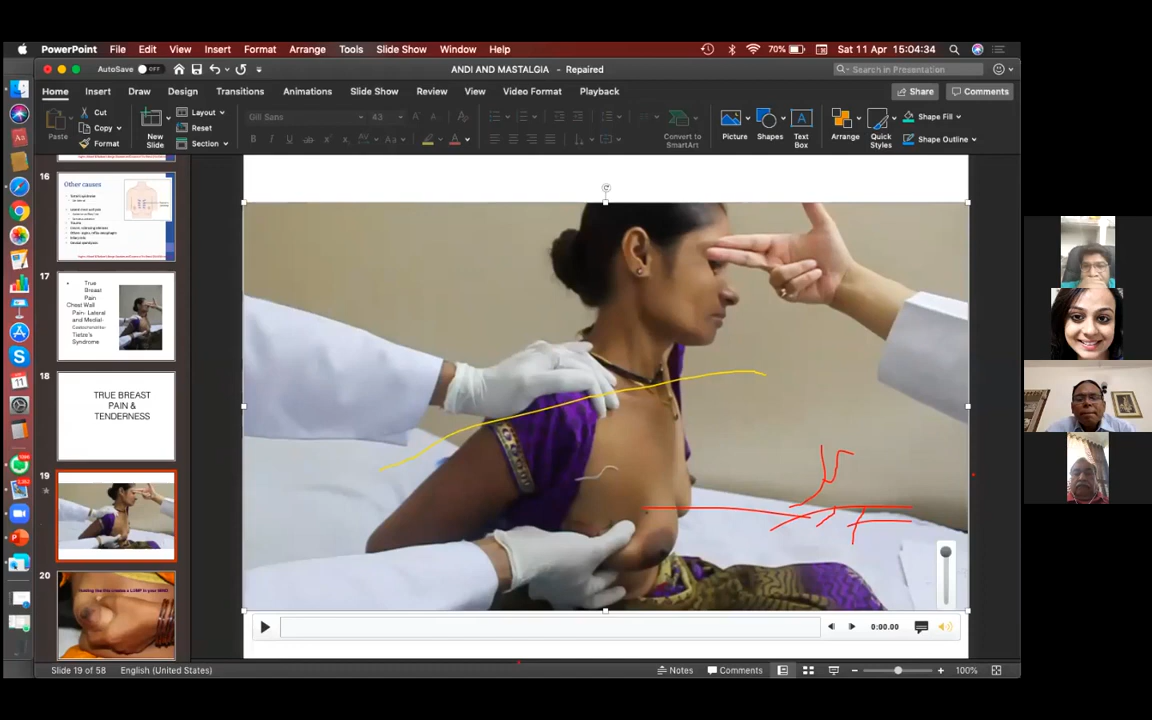 PowerPoint File Edit View Insert Format Arrange Tools Slide Show Window Help 70% Sat 11 Apr 15:04:34
AutoSave OFF ANDI AND MASTALGIA - Repaired Search in Presentation
Home Insert Draw Design Transitions Animations Slide Show Review View Video Format Playback Share Comments
Paste Cut Copy Format New Slide Layout Reset Section Gill Sans 43 Convert to SmartArt Picture Shapes Text Box Arrange Quick Styles Shape Fill Shape Outline
16
Other causes
17
True
Breast
Pain
Chest Wall
Pain- Lateral
and Medial-
Tietze's
Syndrome
18
TRUE BREAST
PAIN &
TENDERNESS
19
20
0:00.00
Slide 19 of 58 English (United States) Notes Comments 100%